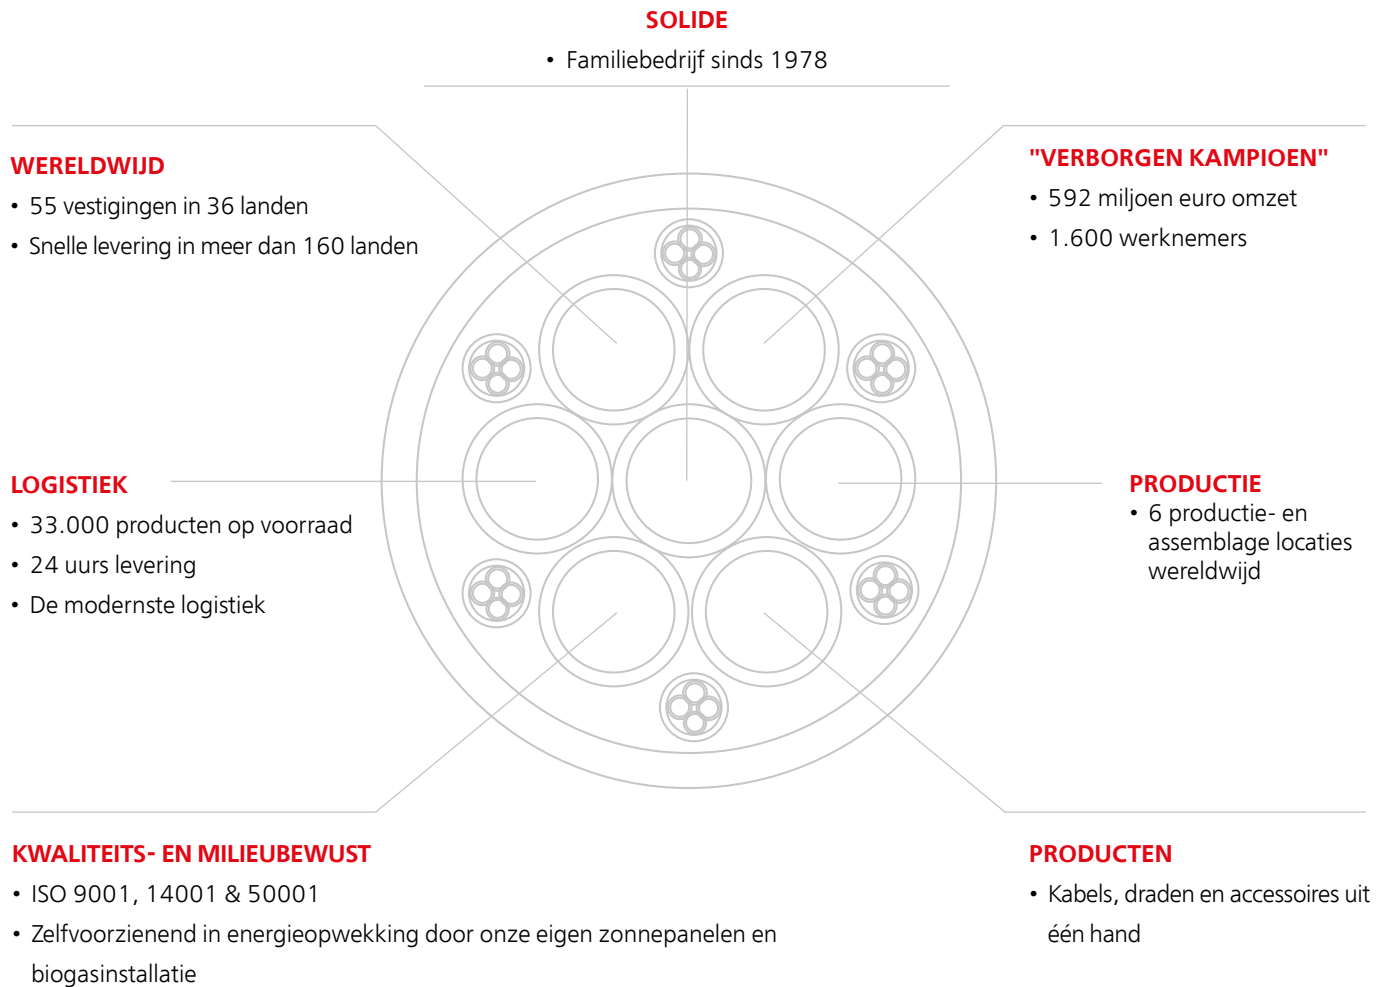 SOLIDE
• Familiebedrijf sinds 1978
WERELDWIJD
• 55 vestigingen in 36 landen
• Snelle levering in meer dan 160 landen
"VERBORGEN KAMPIOEN"
• 592 miljoen euro omzet
• 1.600 werknemers
LOGISTIEK
• 33.000 producten op voorraad
• 24 uurs levering
• De modernste logistiek
PRODUCTIE
• 6 productie- en
assemblage locaties
wereldwijd
KWALITEITS- EN MILIEUBEWUST
• ISO 9001, 14001 & 50001
• Zelfvoorzienend in energieopwekking door onze eigen zonnepanelen en
biogasinstallatie
PRODUCTEN
• Kabels, draden en accessoires uit
één hand